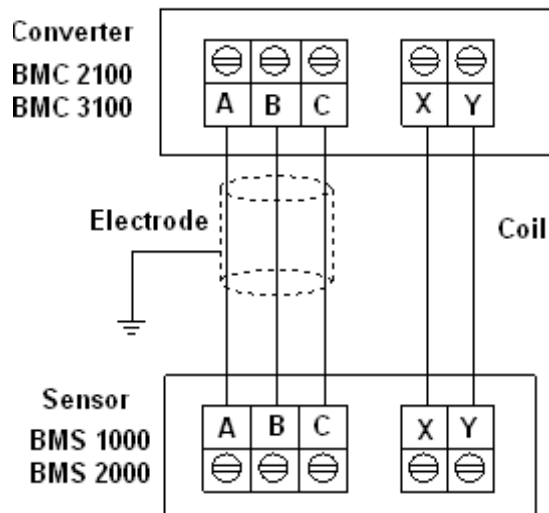 Converter
BMC 2100
BMC 3100
A B C X Y
Electrode
Coil
Sensor
BMS 1000
BMS 2000
A B C X Y